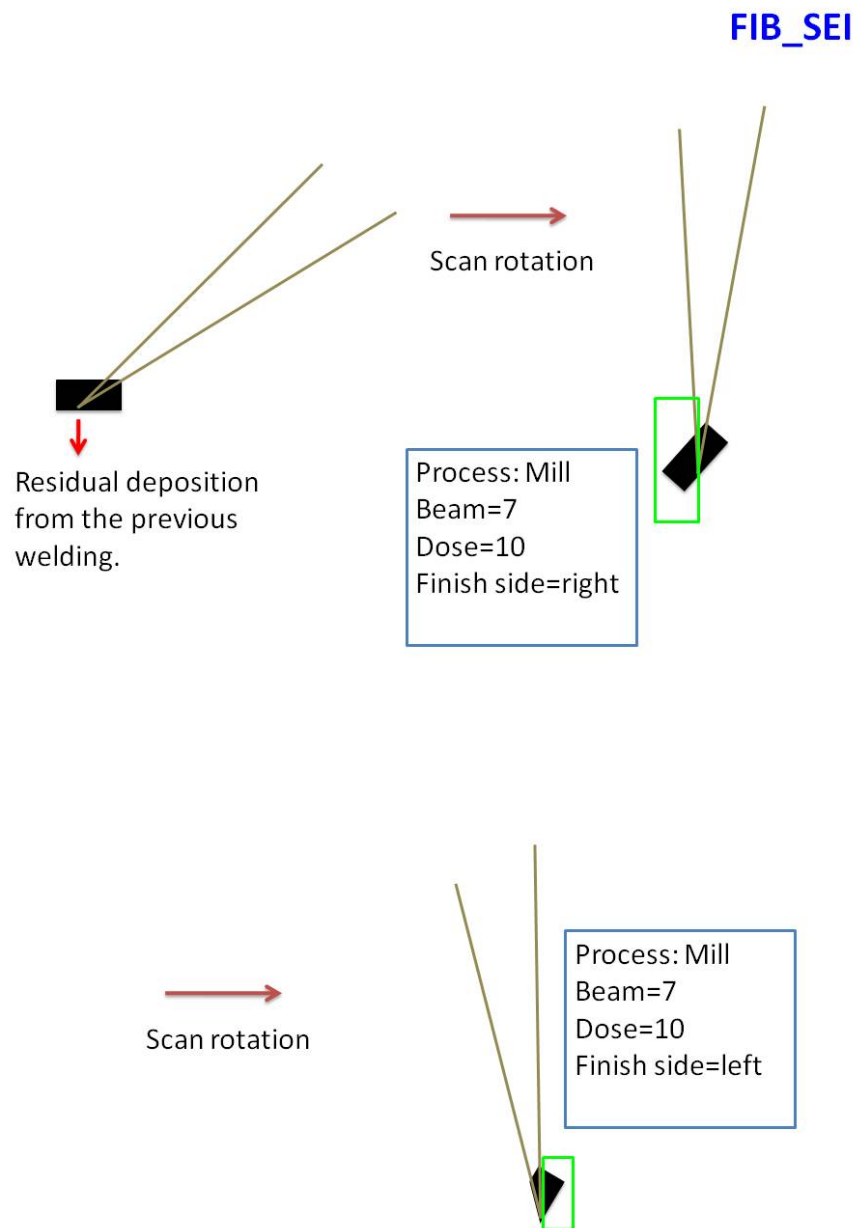 FIB_SEI
Scan rotation
Residual deposition
from the previous
welding.
Process: Mill
Beam=7
Dose=10
Finish side=right
Scan rotation
Process: Mill
Beam=7
Dose=10
Finish side=left